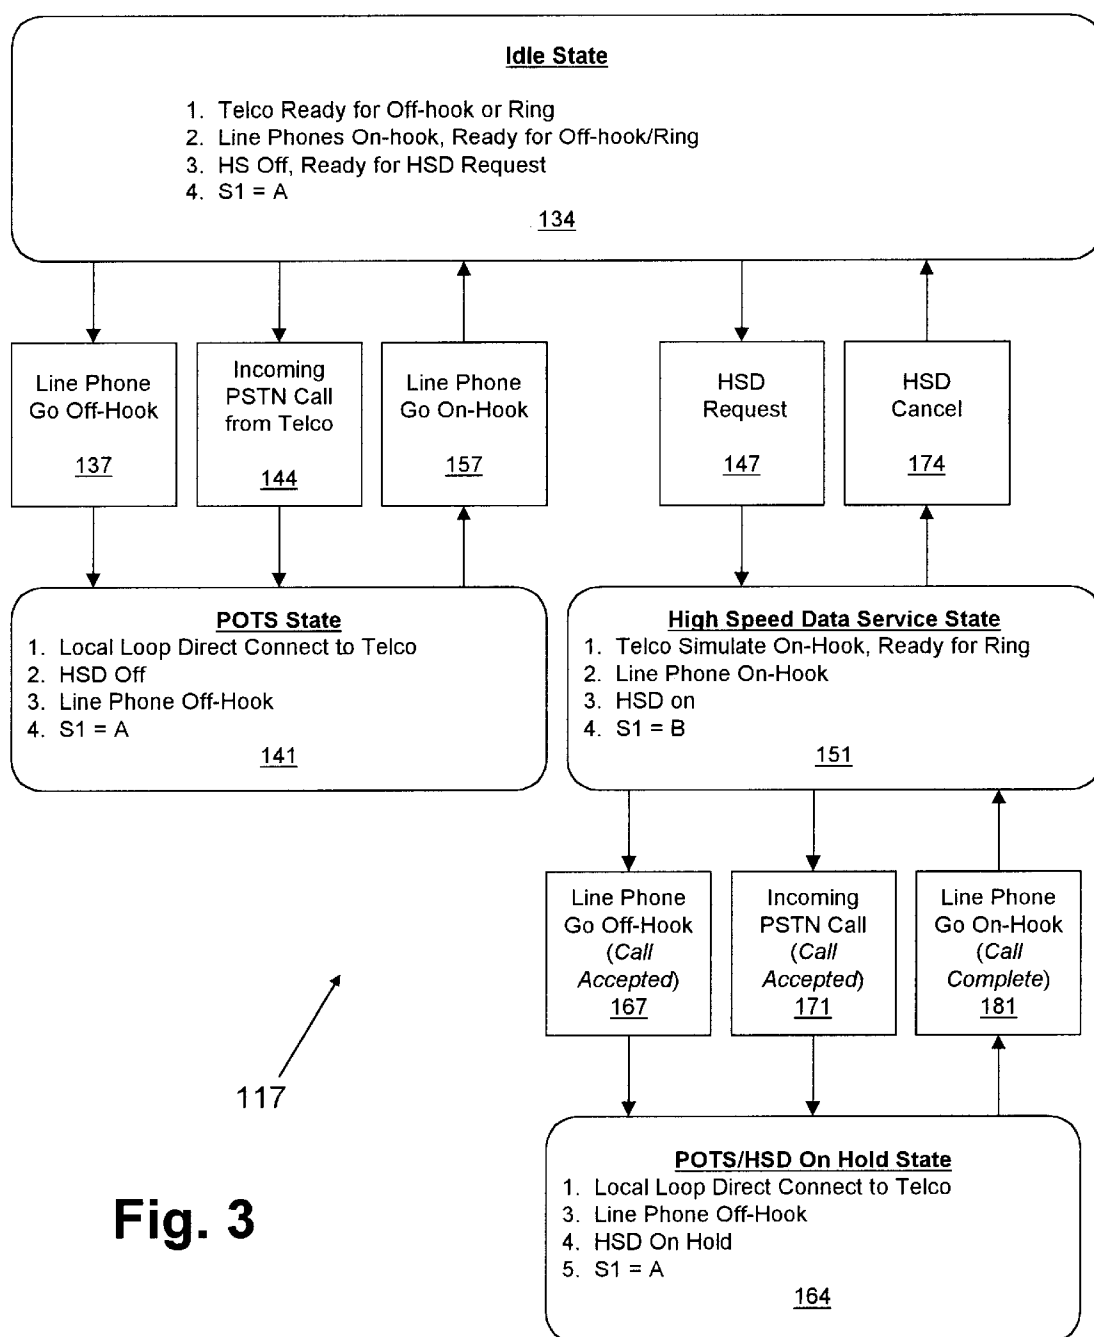 Idle State
1. Telco Ready for Off-hook or Ring
2. Line Phones On-hook, Ready for Off-hook/Ring
3. HS Off, Ready for HSD Request
4. S1 = A
134
Line Phone
Go Off-Hook
137
Incoming
PSTN Call
from Telco
144
Line Phone
Go On-Hook
157
HSD
Request
147
HSD
Cancel
174
POTS State
1. Local Loop Direct Connect to Telco
2. HSD Off
3. Line Phone Off-Hook
4. S1 = A
141
High Speed Data Service State
1. Telco Simulate On-Hook, Ready for Ring
2. Line Phone On-Hook
3. HSD on
4. S1 = B
151
Line Phone
Go Off-Hook
(Call
Accepted)
167
Incoming
PSTN Call
(Call
Accepted)
171
Line Phone
Go On-Hook
(Call
Complete)
181
117
POTS/HSD On Hold State
1. Local Loop Direct Connect to Telco
3. Line Phone Off-Hook
4. HSD On Hold
5. S1 = A
164
Fig. 3